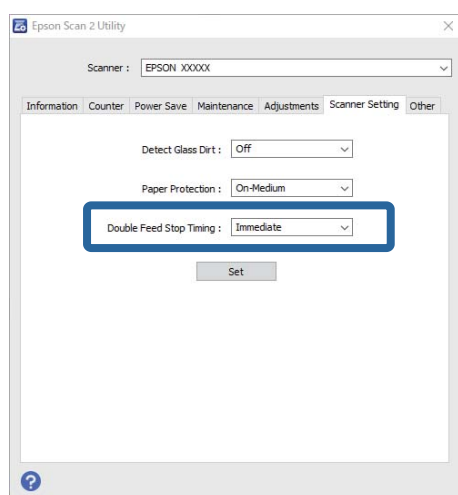 Epson Scan 2 Utility
Scanner : EPSON XXXXX
Information Counter Power Save Maintenance Adjustments Scanner Setting Other
Detect Glass Dirt : Off
Paper Protection : On-Medium
Double Feed Stop Timing : Immediate
Set
?